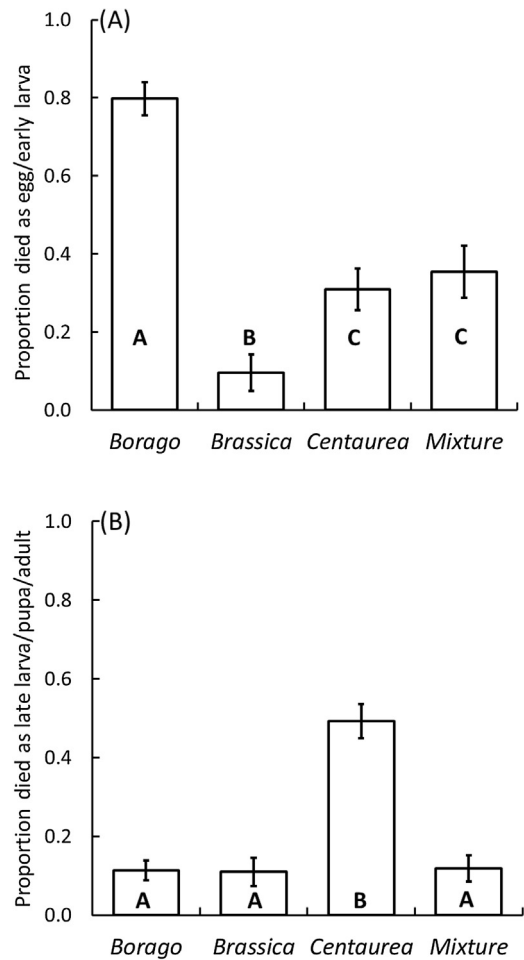 (A)
Proportion died as egg/early larva
1.0
0.8
0.6
0.4
0.2
0.0
A
B
C
C
Borago Brassica Centaurea Mixture
(B)
Proportion died as late larva/pupa/adult
1.0
0.8
0.6
0.4
0.2
0.0
A
A
B
A
Borago Brassica Centaurea Mixture